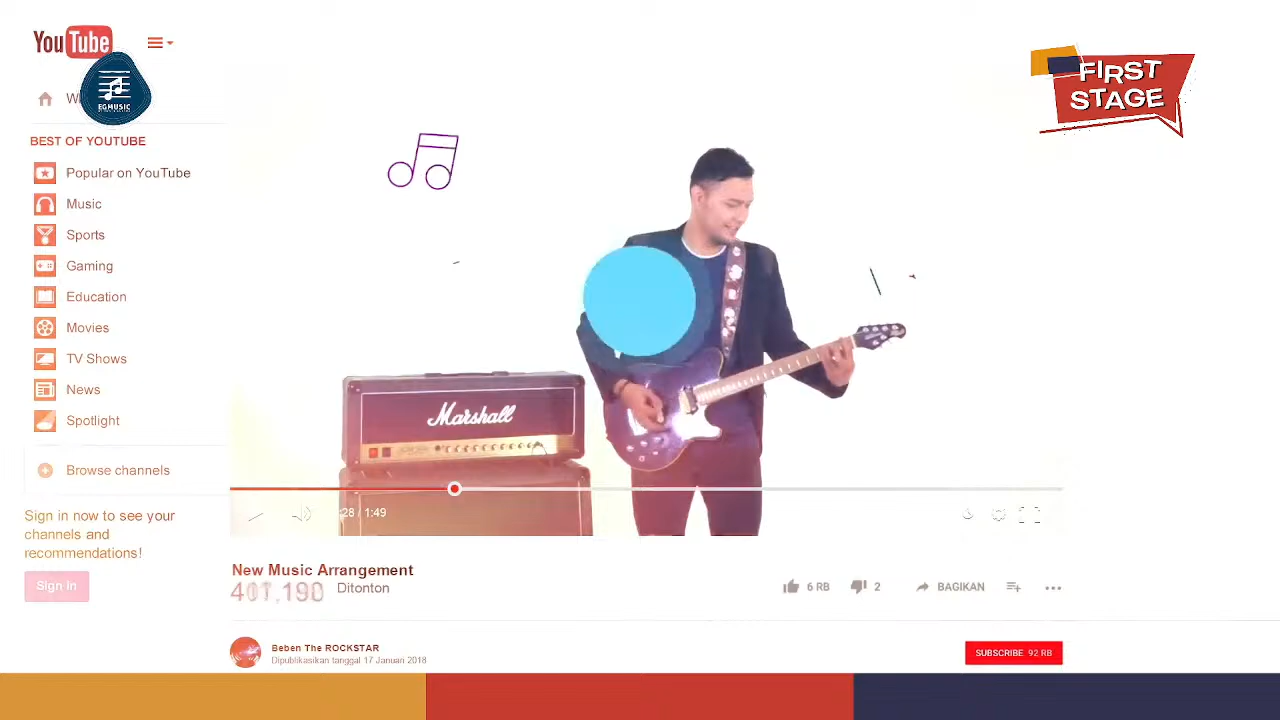 YouTube
FIRST
STAGE
EGMUSIC
BEST OF YOUTUBE
Popular on YouTube
Music
Sports
Gaming
Education
Movies
TV Shows
News
Spotlight
Browse channels
Sign in now to see your
channels and
recommendations!
Sign in
Marshall
:28 / 1:49
New Music Arrangement
Ditonton
6 RB
2
BAGIKAN
Beben The ROCKSTAR
Dipublikasikan tanggal 17 Januari 2018
SUBSCRIBE 92 RB